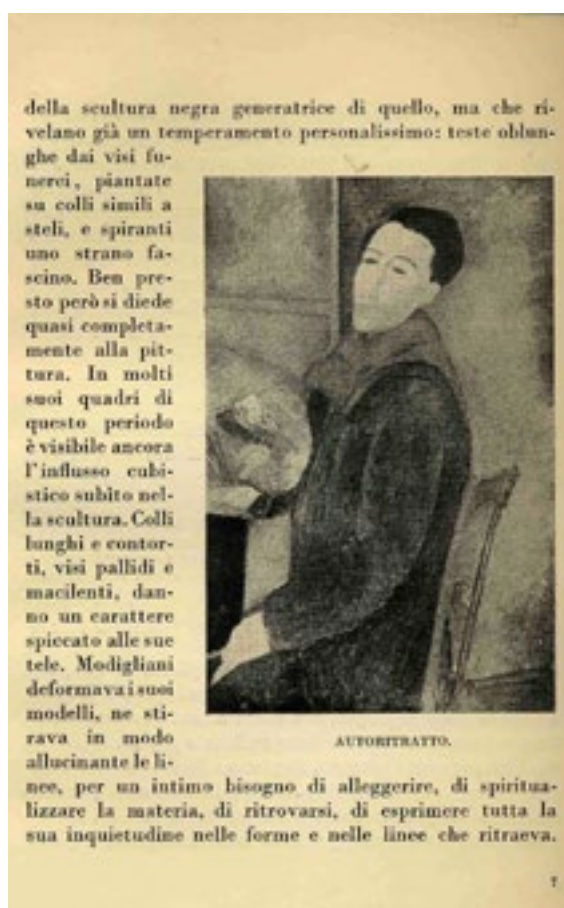 della scultura negra generatrice di quello, ma che ri-
velano già un temperamento personalissimo: teste oblun-
ghe dai visi fu-
nerei, piantate
su colli simili a
steli, e spiranti
uno strano fa-
scino. Ben pre-
sto però si diede
quasi completa-
mente alla pit-
tura. In molti
suoi quadri di
questo periodo
è visibile ancora
l'influsso cubi-
stico subìto nel-
la scultura. Colli
lunghi e contor-
ti, visi pallidi e
macilenti, dan-
no un carattere
spiccato alle sue
tele. Modigliani
deformava i suoi
modelli, ne sti-
rava in modo
allucinante le li-
nee, per un intimo bisogno di alleggerire, di spiritua-
lizzare la materia, di ritrovarsi, di esprimere tutta la
sua inquietudine nelle forme e nelle linee che ritraeva.
AUTORITRATTO.
7